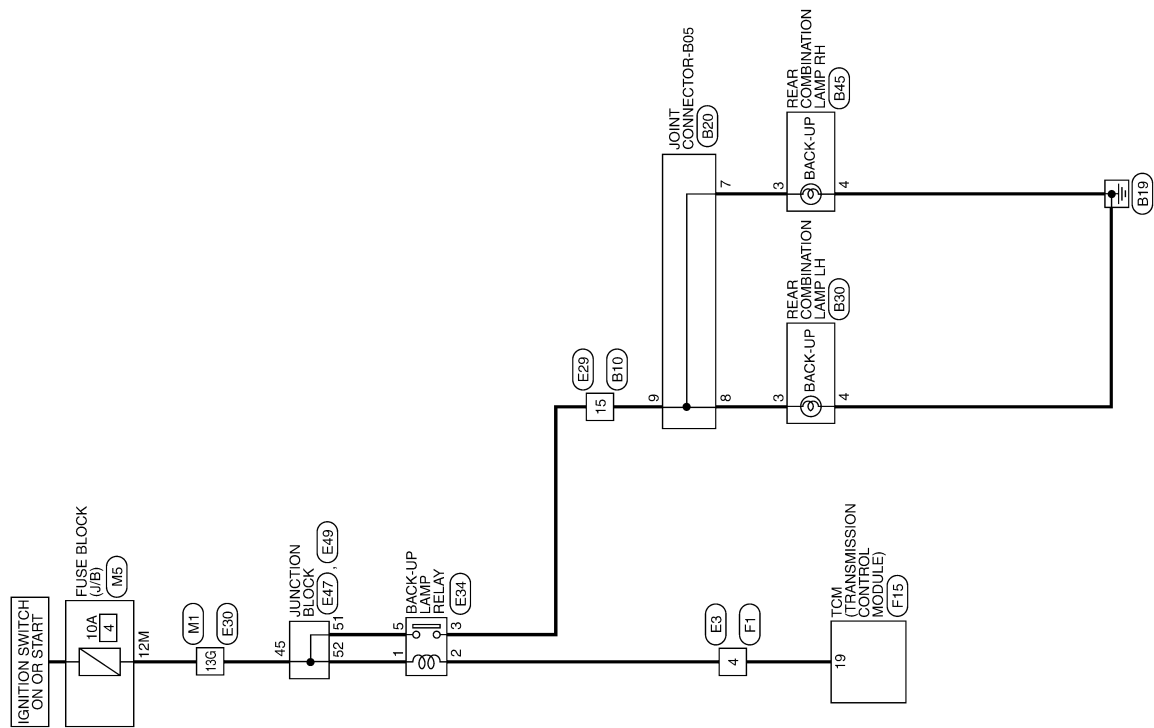 IGNITION SWITCH
ON OR START
FUSE BLOCK
(J/B)
M5
10A
4
12M
M1
13G
E30
JUNCTION
BLOCK
E47 , E49
45
51
52
BACK-UP
LAMP
RELAY
E34
5
1
3
2
E29
15
B10
JOINT
CONNECTOR-B05
B20
9
7
8
REAR
COMBINATION
LAMP RH
B45
3
BACK-UP
4
REAR
COMBINATION
LAMP LH
B30
3
BACK-UP
4
B19
E3
4
F1
TCM
(TRANSMISSION
CONTROL
MODULE)
F15
19